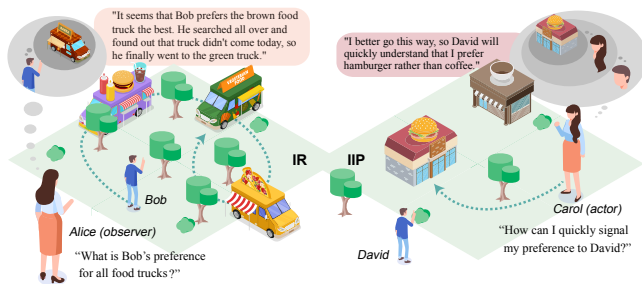 "It seems that Bob prefers the brown food
truck the best. He searched all over and
found out that truck didn't come today, so
he finally went to the green truck."
"I better go this way, so David will
quickly understand that I prefer
hamburger rather than coffee."
IR
IIP
Bob
Alice (observer)
"What is Bob's preference
for all food trucks?"
David
Carol (actor)
"How can I quickly signal
my preference to David?"